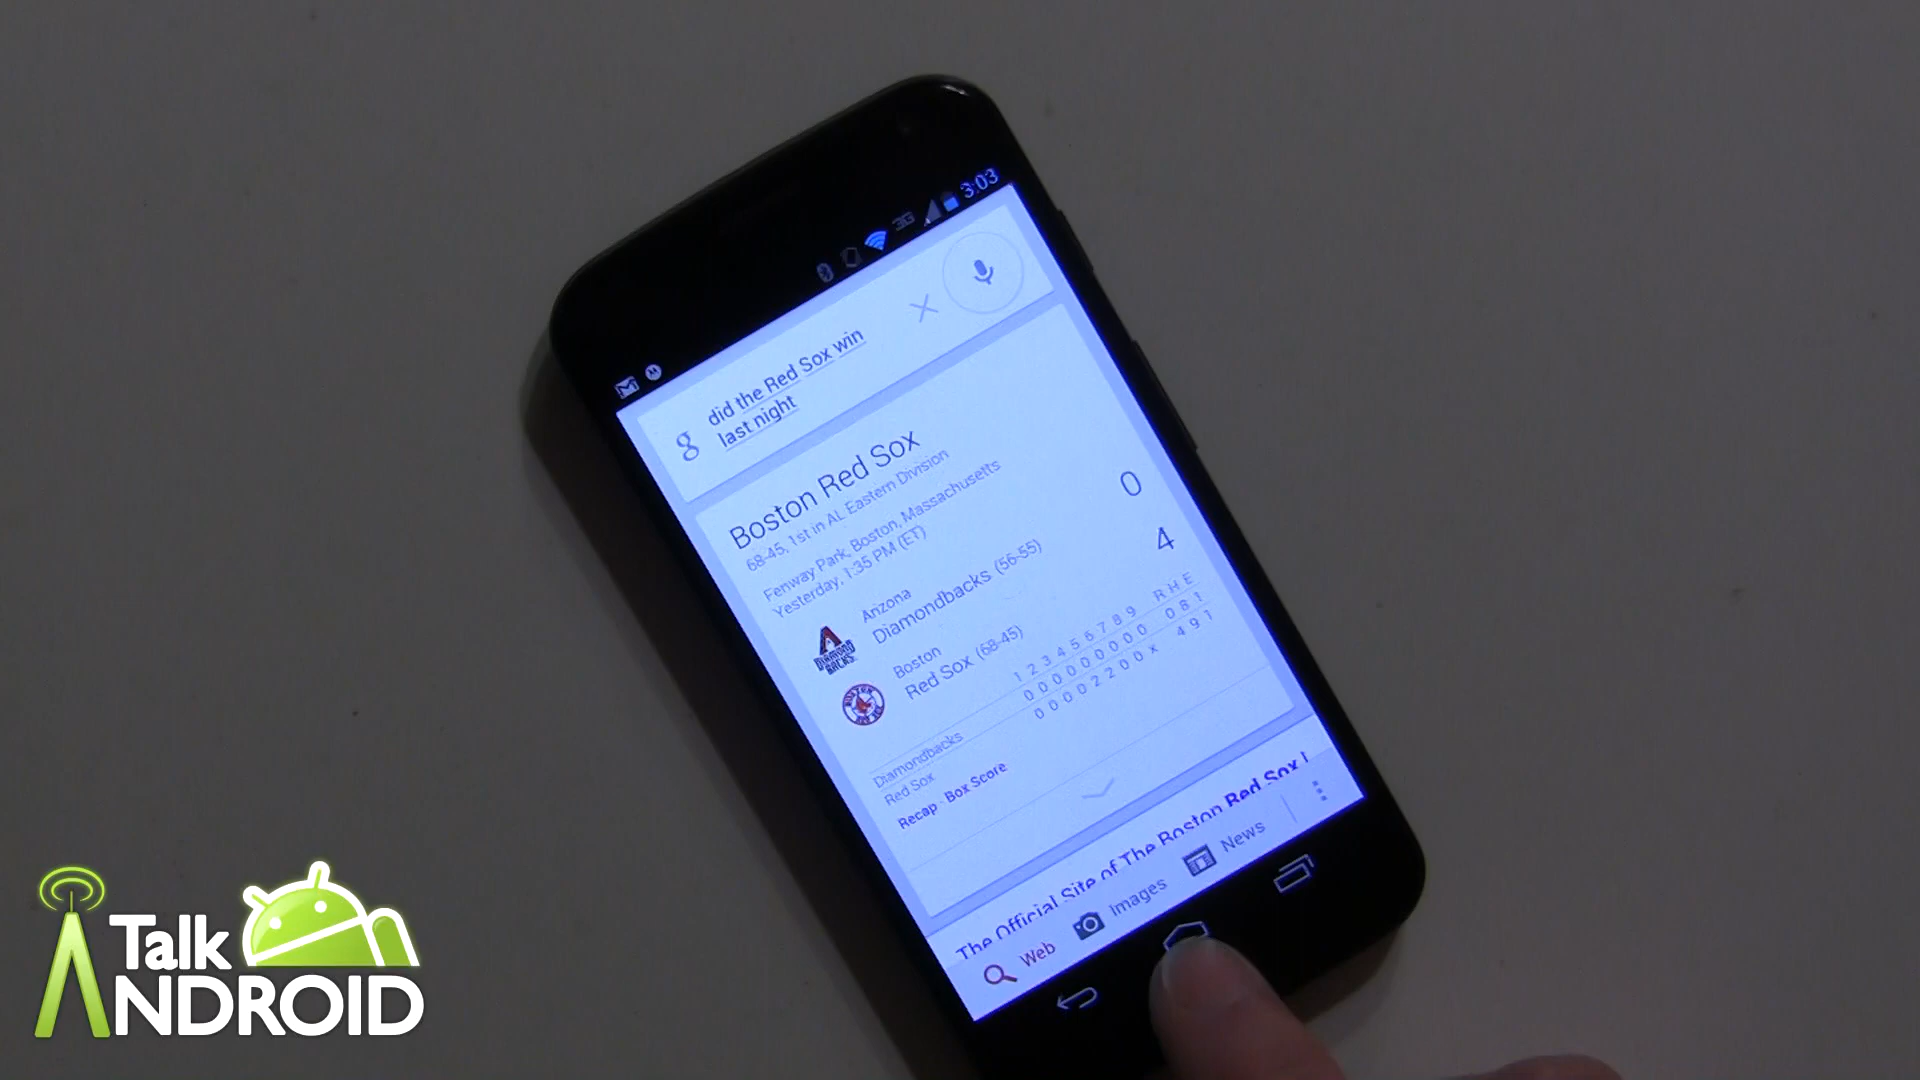 3:03
3G
g did the Red Sox win
last night
Boston Red Sox
68-45, 1st in AL Eastern Division
Fenway Park, Boston, Massachusetts
Yesterday, 1:35 PM (ET)
Arizona
Diamondbacks (56-55) 0
Boston
Red Sox (68-45) 4
1 2 3 4 5 6 7 8 9 R H E
Diamondbacks 0 0 0 0 0 0 0 0 0 0 8 1
Red Sox 0 0 0 0 2 2 0 0 x 4 9 1
Recap - Box Score
The Official Site of The Boston Red Sox |
Web Images News
Talk
ANDROID